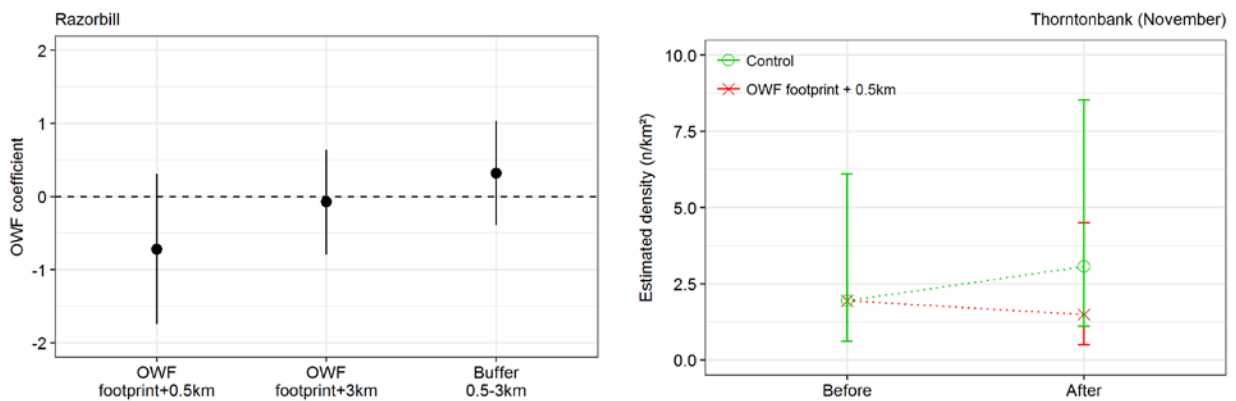 Razorbill
OWF coefficient
2
1
0
-1
-2
OWF
footprint+0.5km
OWF
footprint+3km
Buffer
0.5-3km
Thorntonbank (November)
Estimated density (n/km²)
10.0
7.5
5.0
2.5
0.0
Control
OWF footprint + 0.5km
Before
After